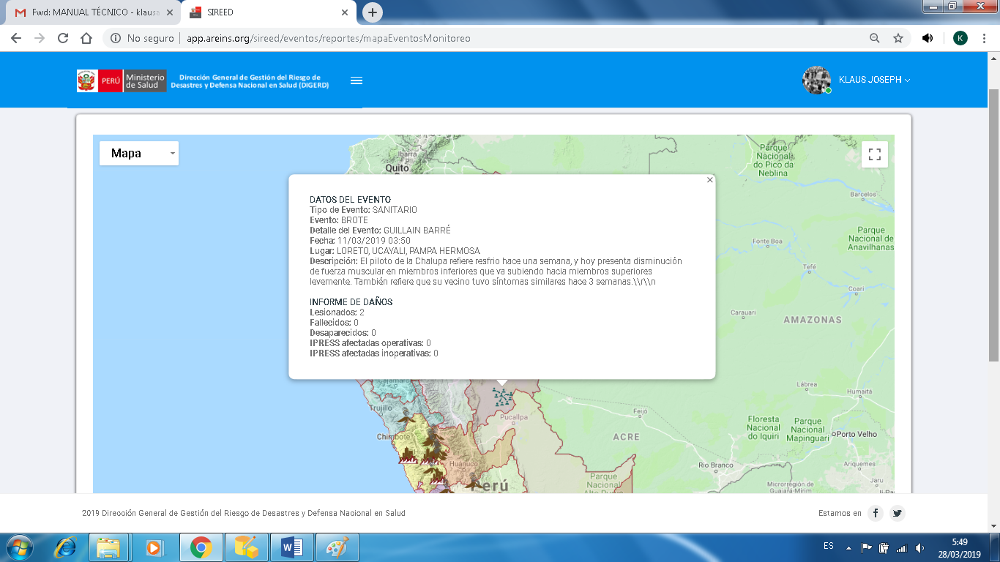 Fwd: MANUAL TÉCNICO - klausa
SIREED
No seguro
app.areins.org/sireed/eventos/reportes/mapaEventosMonitoreo
K
PERÚ
Ministerio
de Salud
Dirección General de Gestión del Riesgo de
Desastres y Defensa Nacional en Salud (DIGERD)
KLAUS JOSEPH
Mapa
Ibarra
Quito
Parque
Nacional
do Pico da
Neblina
Barcelos
Parque
Nacional de
Anavilhanas
Fonte Boa
Tefé
Coari
Carauari
AMAZONAS
DATOS DEL EVENTO
Tipo de Evento: SANITARIO
Evento: BROTE
Detalle del Evento: GUILLAIN BARRÉ
Fecha: 11/03/2019 03:50
Lugar: LORETO, UCAYALI, PAMPA HERMOSA
Descripción: El piloto de la Chalupa refiere resfrio hace una semana, y hoy presenta disminución
de fuerza muscular en miembros inferiores que va subiendo hacia miembros superiores
levemente. También refiere que su vecino tuvo síntomas similares hace 3 semanas.\\r\\n
INFORME DE DAÑOS
Lesionados: 2
Fallecidos: 0
Desaparecidos: 0
IPRESS afectadas operativas: 0
IPRESS afectadas inoperativas: 0
Trujillo
Chimbote
Huánuco
Pucallpa
Perú
Lábrea
Humaitá
Feijó
ACRE
Floresta
Nacional
do Iquiri
Parque
Nacional
Mapinguari
Porto Velho
Rio Branco
Ariquemes
Jaru
Parque
Nacional
Microrregión de
Guajará-Mirim
2019 Dirección General de Gestión del Riesgo de Desastres y Defensa Nacional en Salud
Estamos en
ES
5:49
28/03/2019